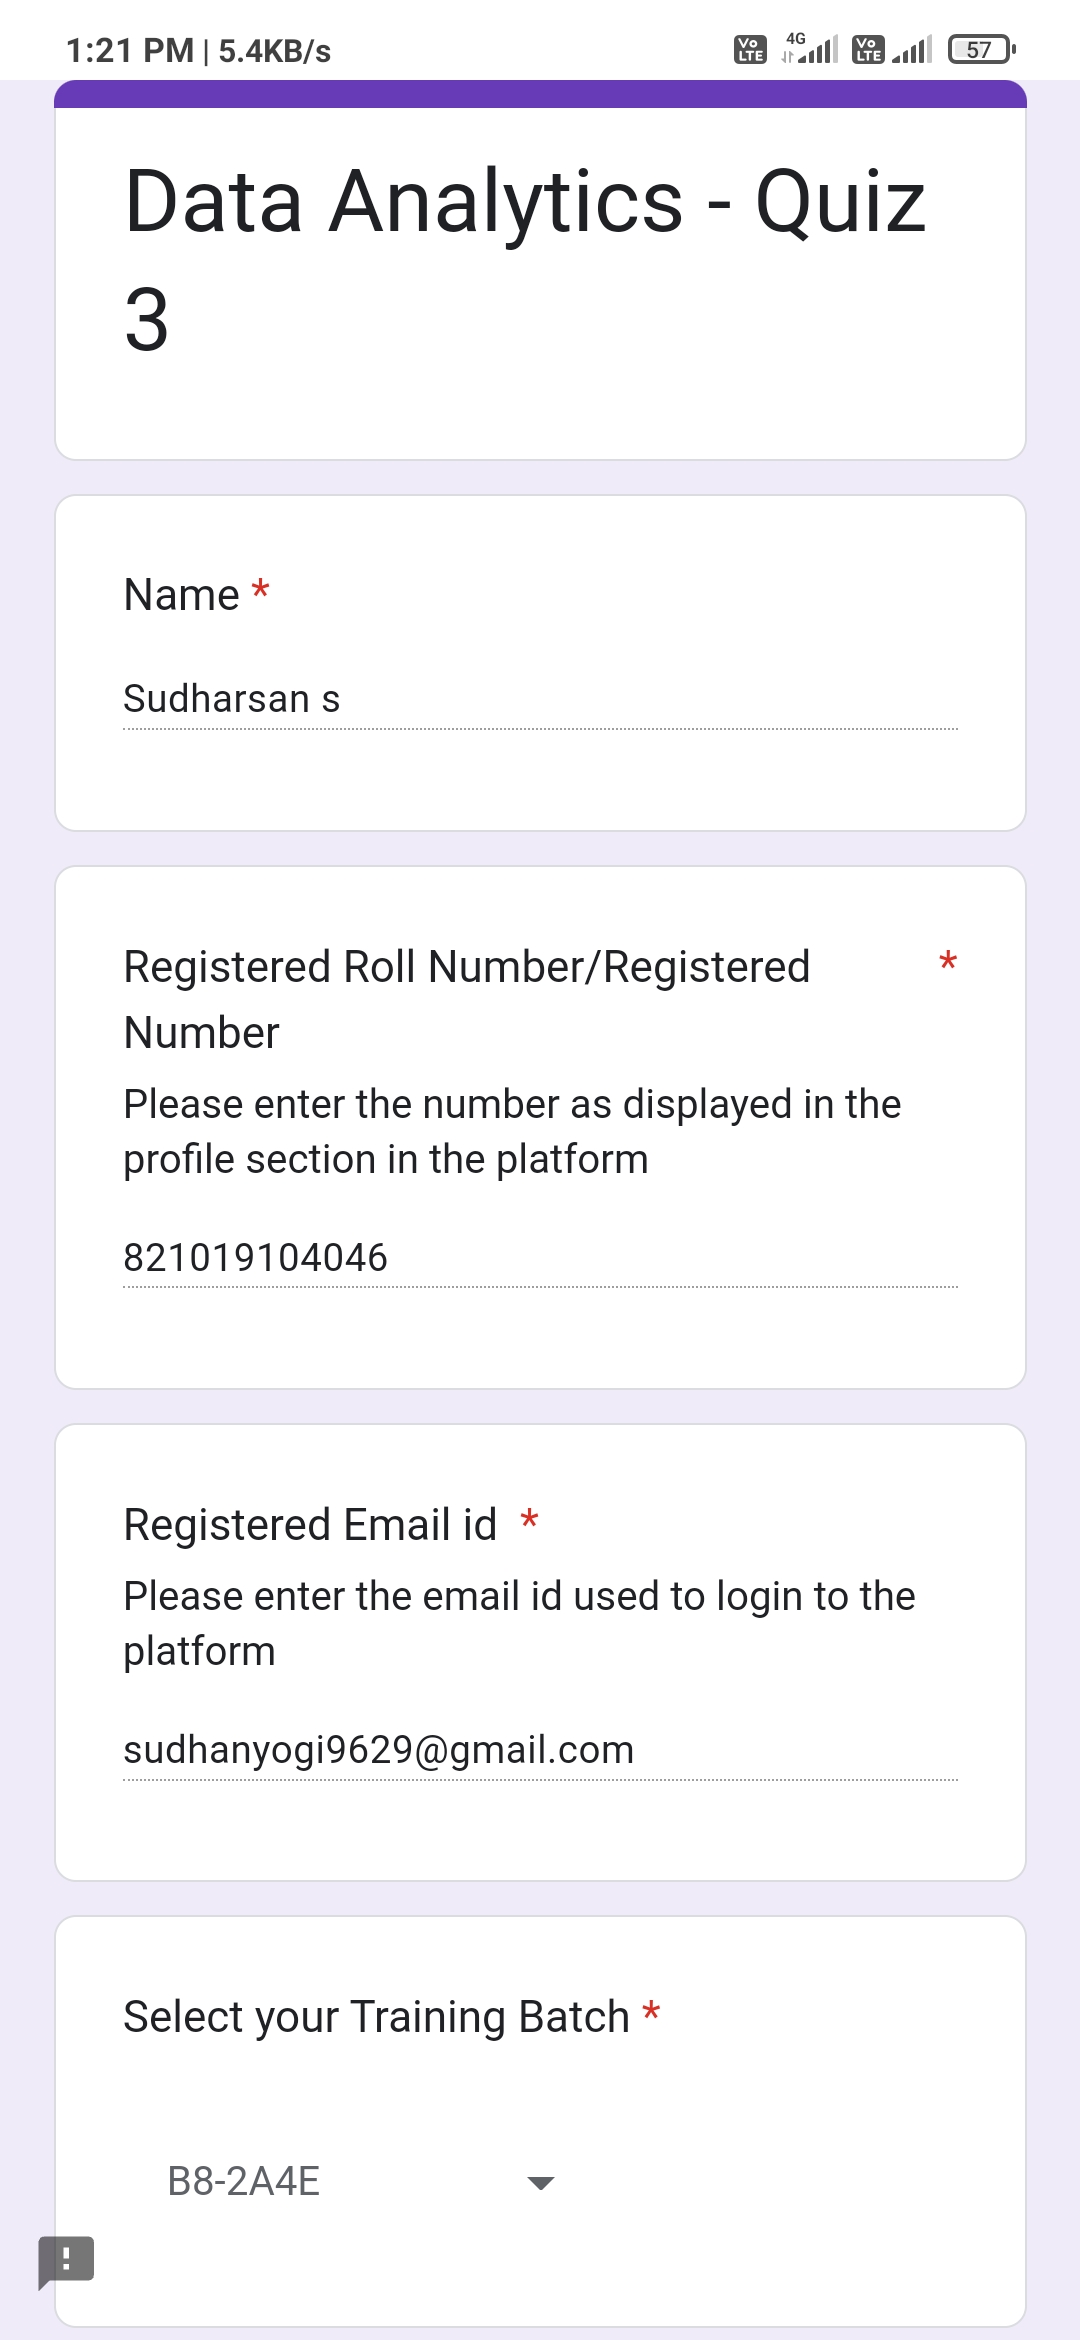 1:21 PM | 5.4KB/s
Vo LTE 4G Vo LTE 57
Data Analytics - Quiz
3
Name *
Sudharsan s
Registered Roll Number/Registered *
Number
Please enter the number as displayed in the
profile section in the platform
821019104046
Registered Email id *
Please enter the email id used to login to the
platform
sudhanyogi9629@gmail.com
Select your Training Batch *
B8-2A4E